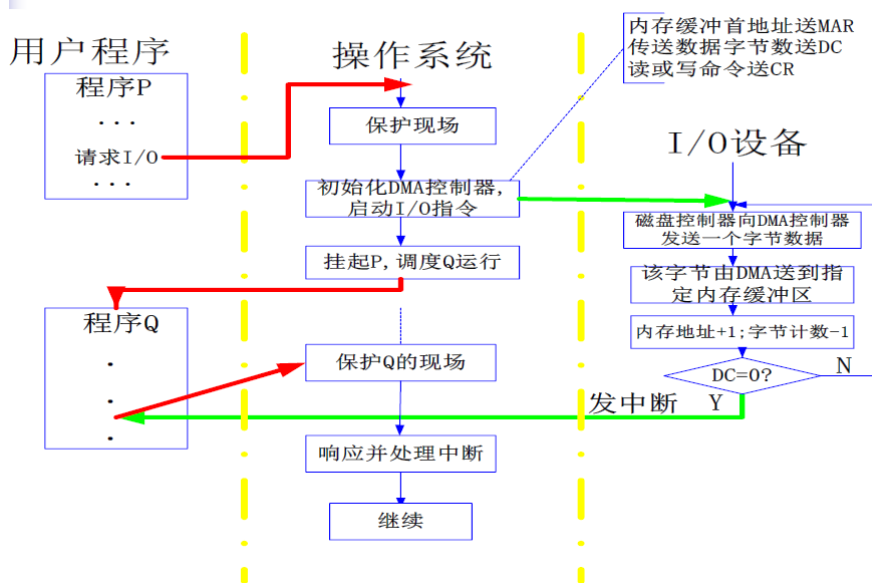 内存缓冲首地址送MAR
传送数据字节数送DC
读或写命令送CR
用户程序
操作系统
I/O设备
程序P
...
请求I/O
...
保护现场
初始化DMA控制器,
启动I/O指令
挂起P,调度Q运行
磁盘控制器向DMA控制器
发送一个字节数据
该字节由DMA送到指
定内存缓冲区
内存地址+1;字节计数-1
DC=0?
N
Y
发中断
程序Q
.
.
.
保护Q的现场
响应并处理中断
继续